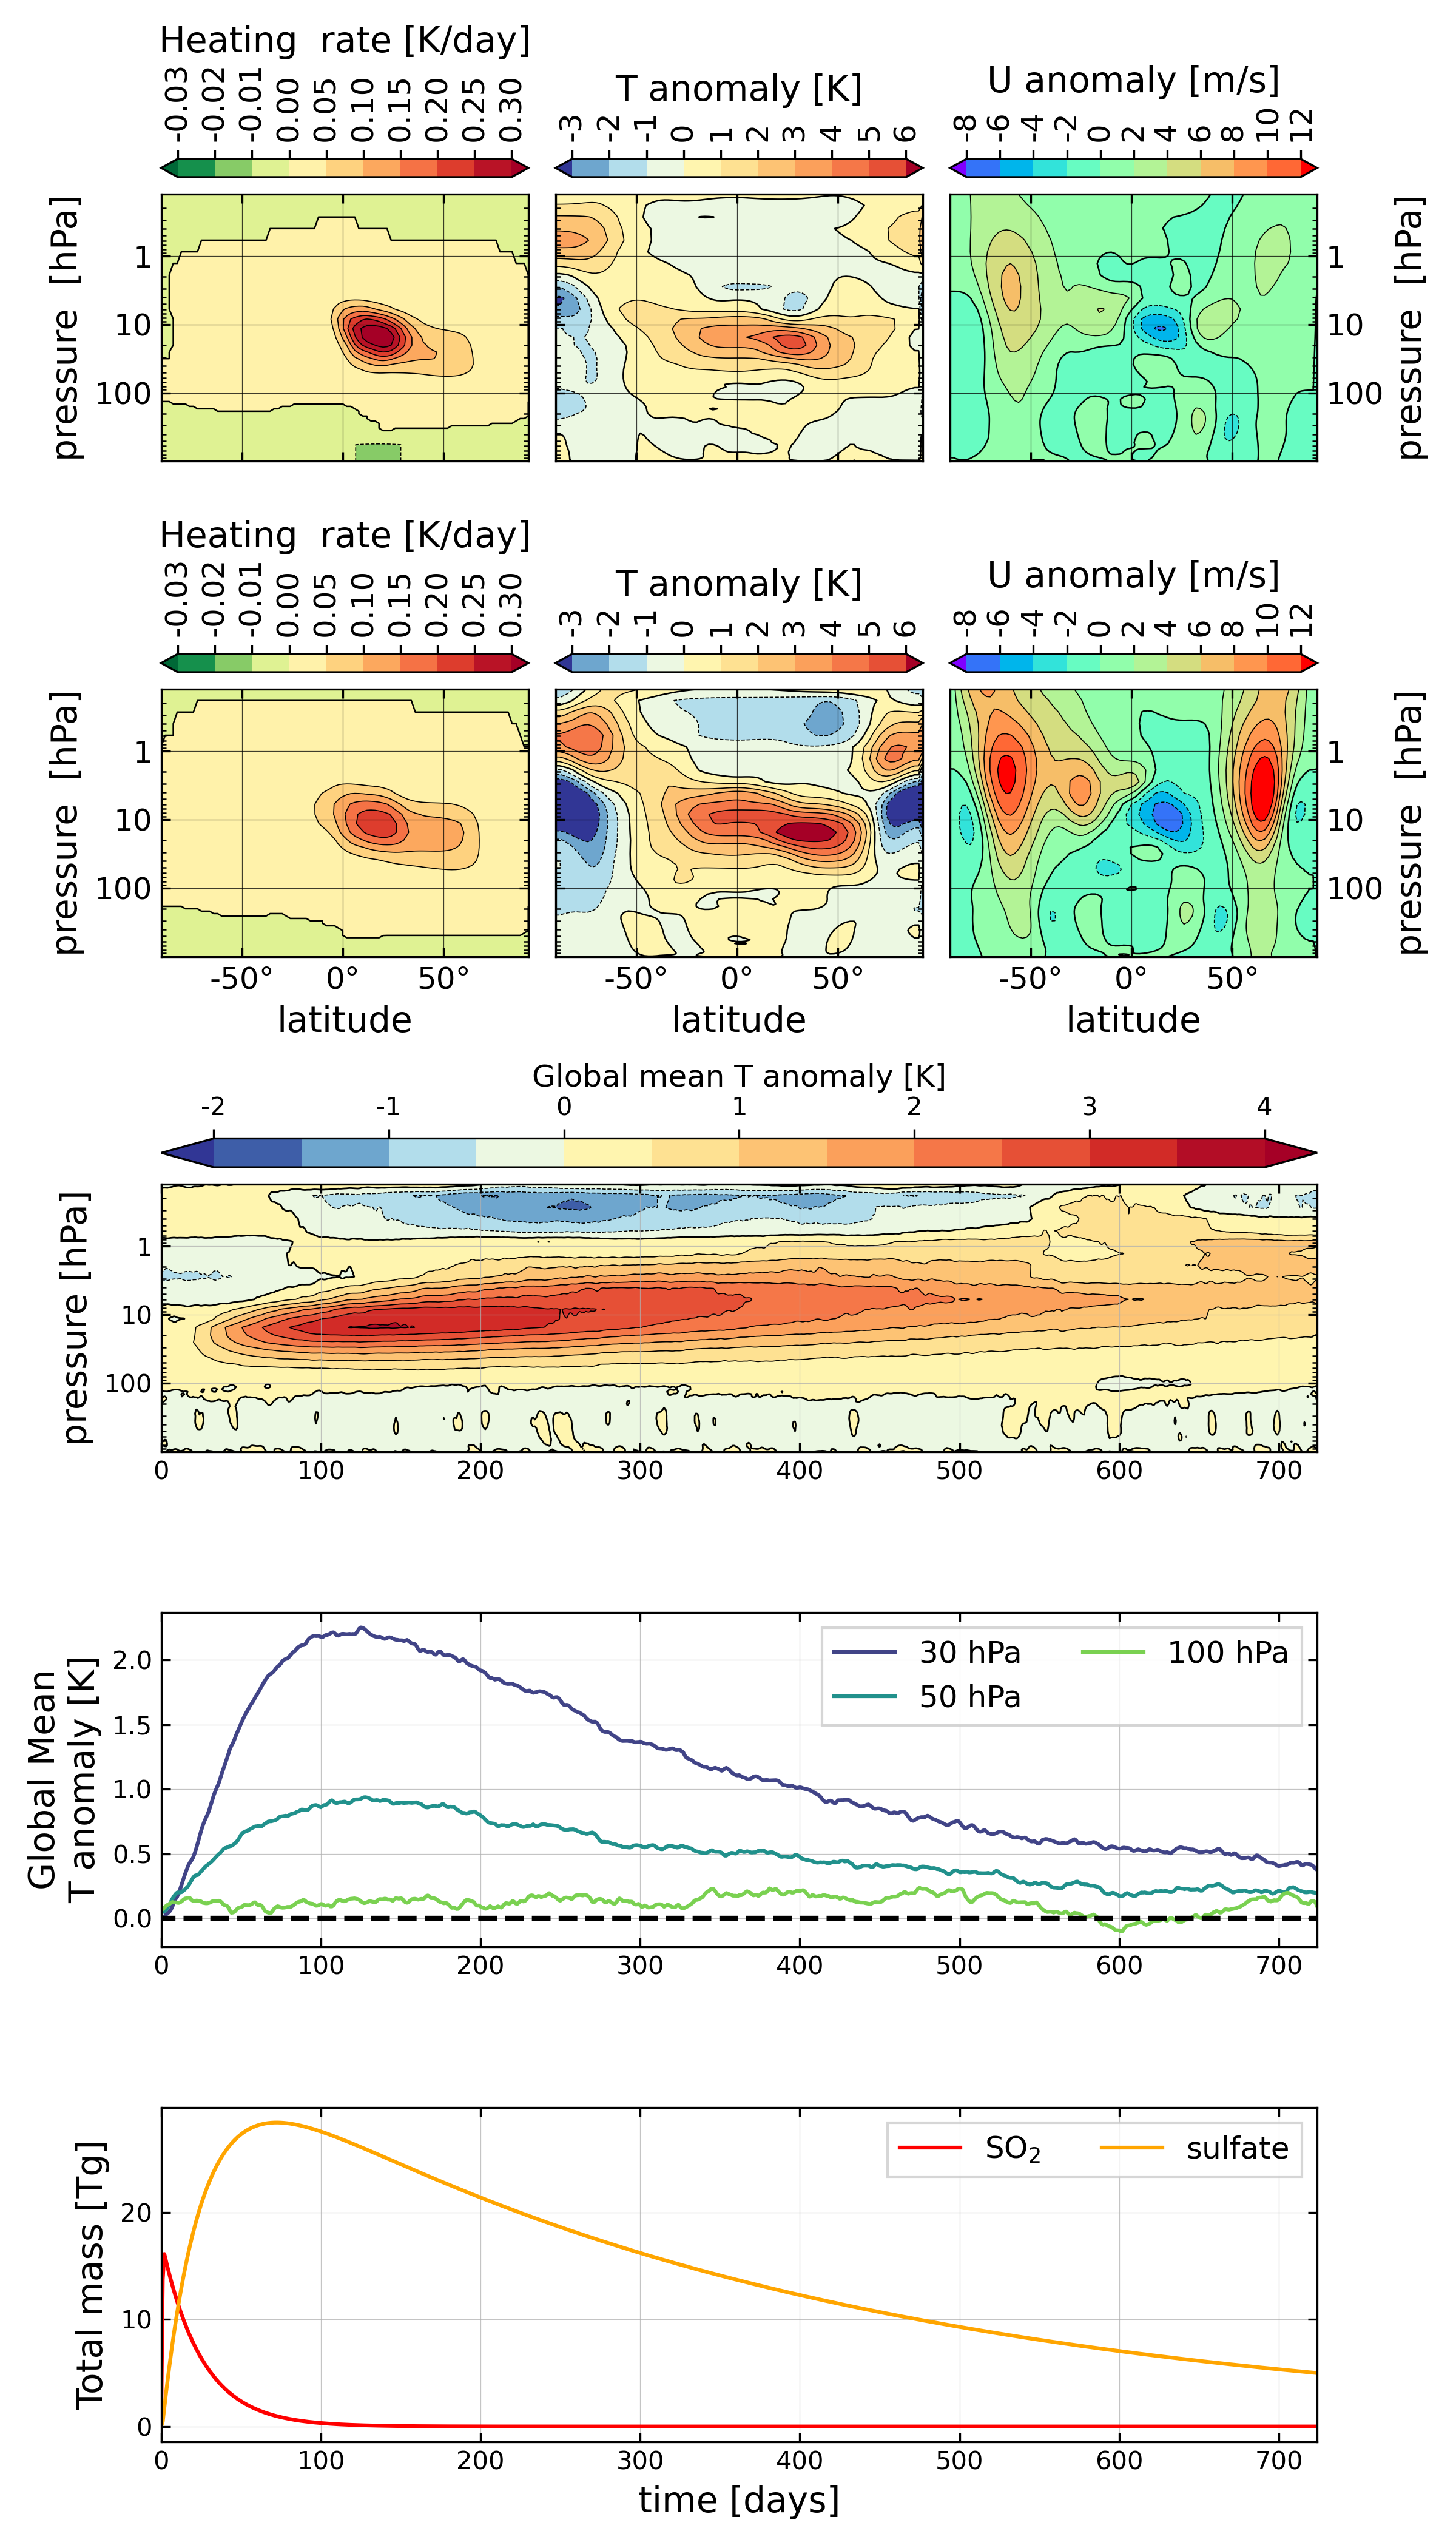 Heating  rate [K/day]
-0.03 -0.02 -0.01 0.00 0.05 0.10 0.15 0.20 0.25 0.30
T anomaly [K]
-3 -2 -1 0 1 2 3 4 5 6
U anomaly [m/s]
-8 -6 -4 -2 0 2 4 6 8 10 12
pressure  [hPa]
1
10
100
1
10
100
pressure  [hPa]
Heating  rate [K/day]
-0.03 -0.02 -0.01 0.00 0.05 0.10 0.15 0.20 0.25 0.30
T anomaly [K]
-3 -2 -1 0 1 2 3 4 5 6
U anomaly [m/s]
-8 -6 -4 -2 0 2 4 6 8 10 12
pressure  [hPa]
1
10
100
1
10
100
pressure  [hPa]
-50° 0° 50°
latitude
-50° 0° 50°
latitude
-50° 0° 50°
latitude
Global mean T anomaly [K]
-2 -1 0 1 2 3 4
pressure [hPa]
1
10
100
0 100 200 300 400 500 600 700
Global Mean
T anomaly [K]
2.0
1.5
1.0
0.5
0.0
30 hPa 100 hPa
50 hPa
0 100 200 300 400 500 600 700
Total mass [Tg]
20
10
0
SO₂ sulfate
0 100 200 300 400 500 600 700
time [days]